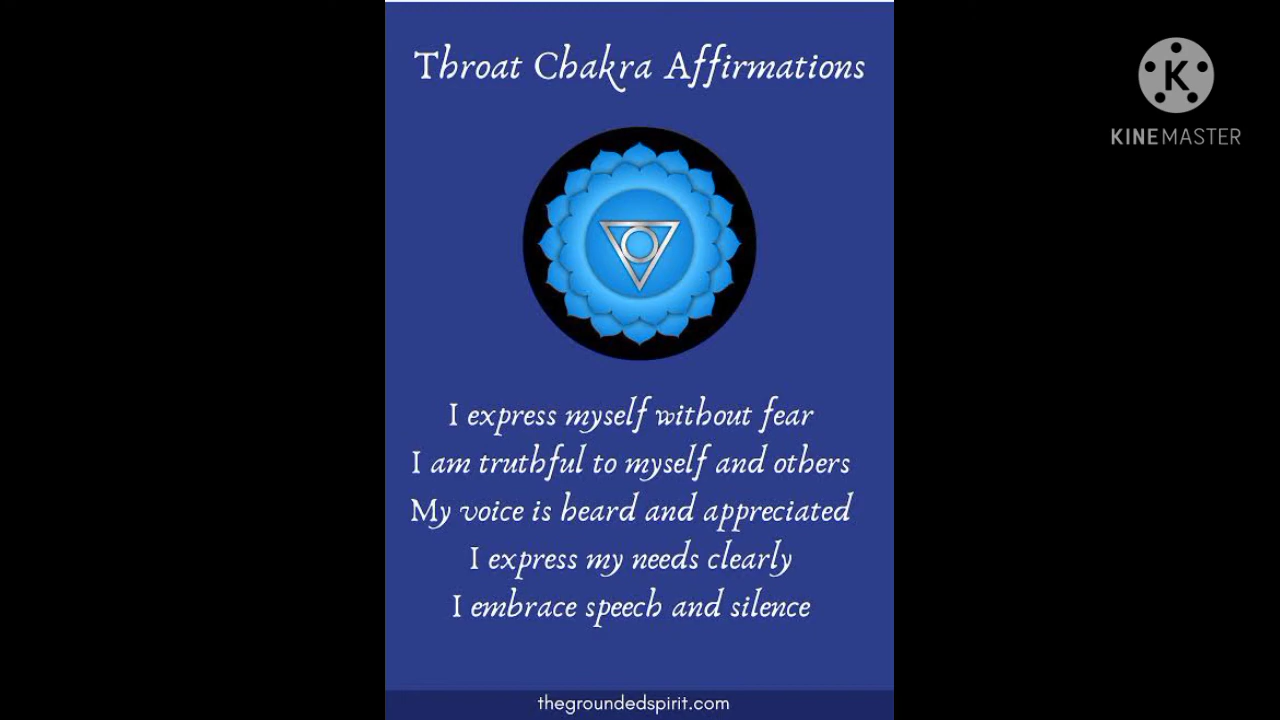 Throat Chakra Affirmations
K
KINEMASTER
I express myself without fear
I am truthful to myself and others
My voice is heard and appreciated
I express my needs clearly
I embrace speech and silence
thegroundedspirit.com